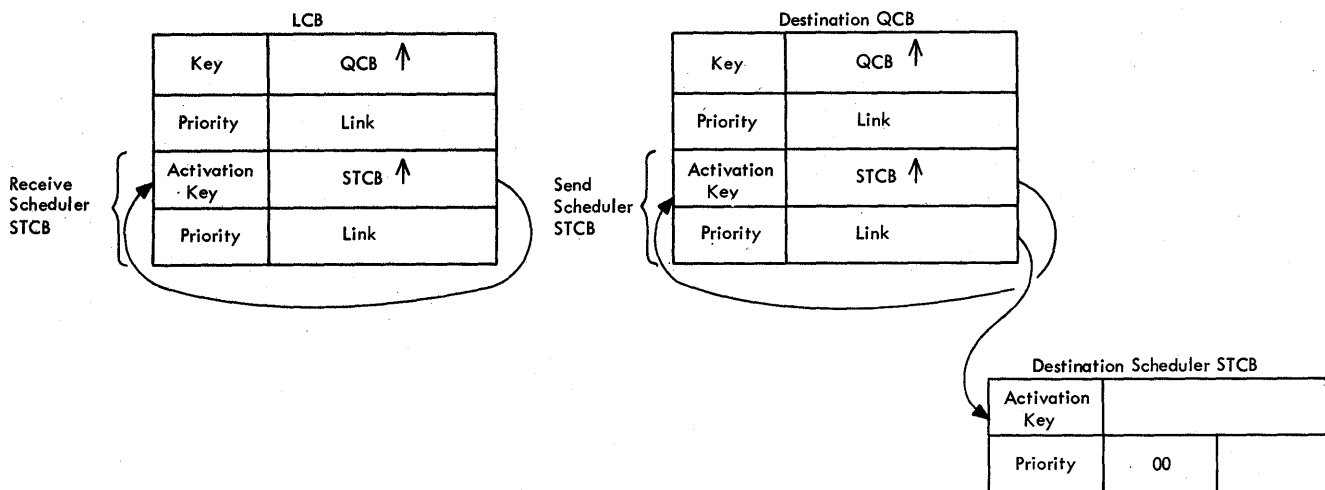 LCB
Key QCB ↑
Priority Link
Receive Scheduler STCB
Activation Key STCB ↑
Priority Link
Destination QCB
Key QCB ↑
Priority Link
Send Scheduler STCB
Activation Key STCB ↑
Priority Link
Destination Scheduler STCB
Activation Key
Priority 00